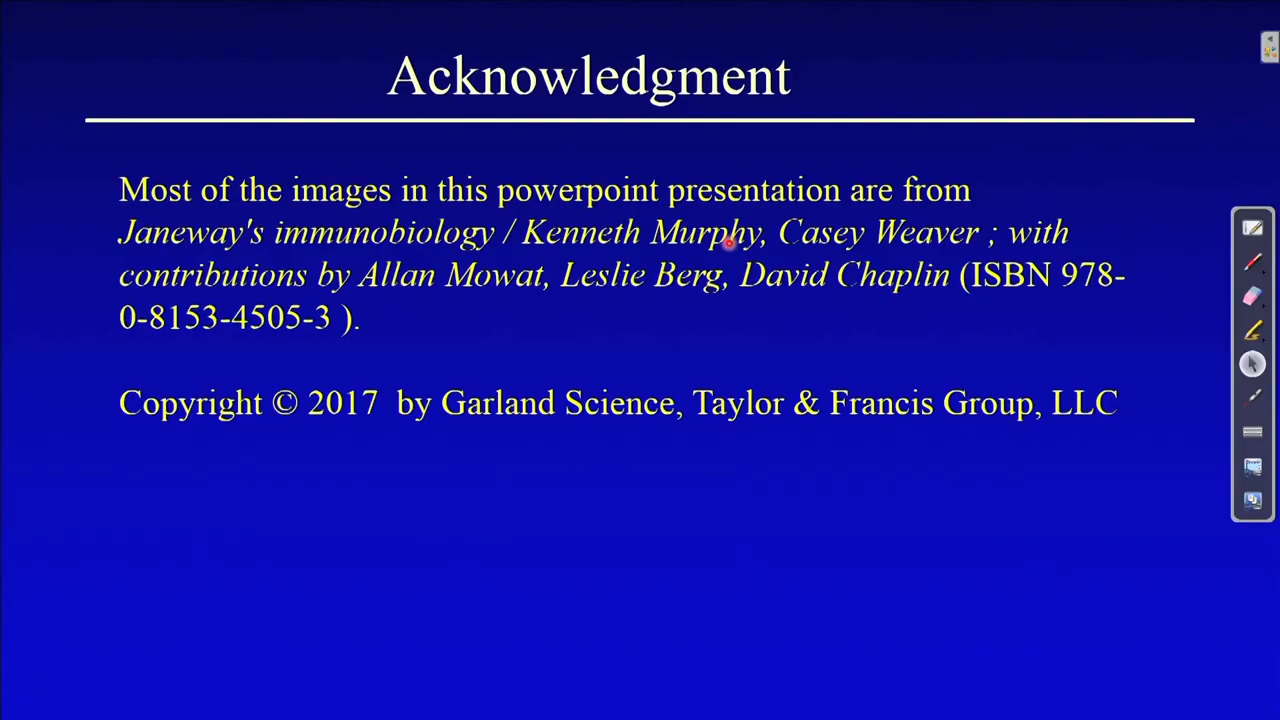 Acknowledgment
Most of the images in this powerpoint presentation are from
Janeway's immunobiology / Kenneth Murphy, Casey Weaver ; with
contributions by Allan Mowat, Leslie Berg, David Chaplin (ISBN 978-
0-8153-4505-3 ).
Copyright © 2017 by Garland Science, Taylor & Francis Group, LLC